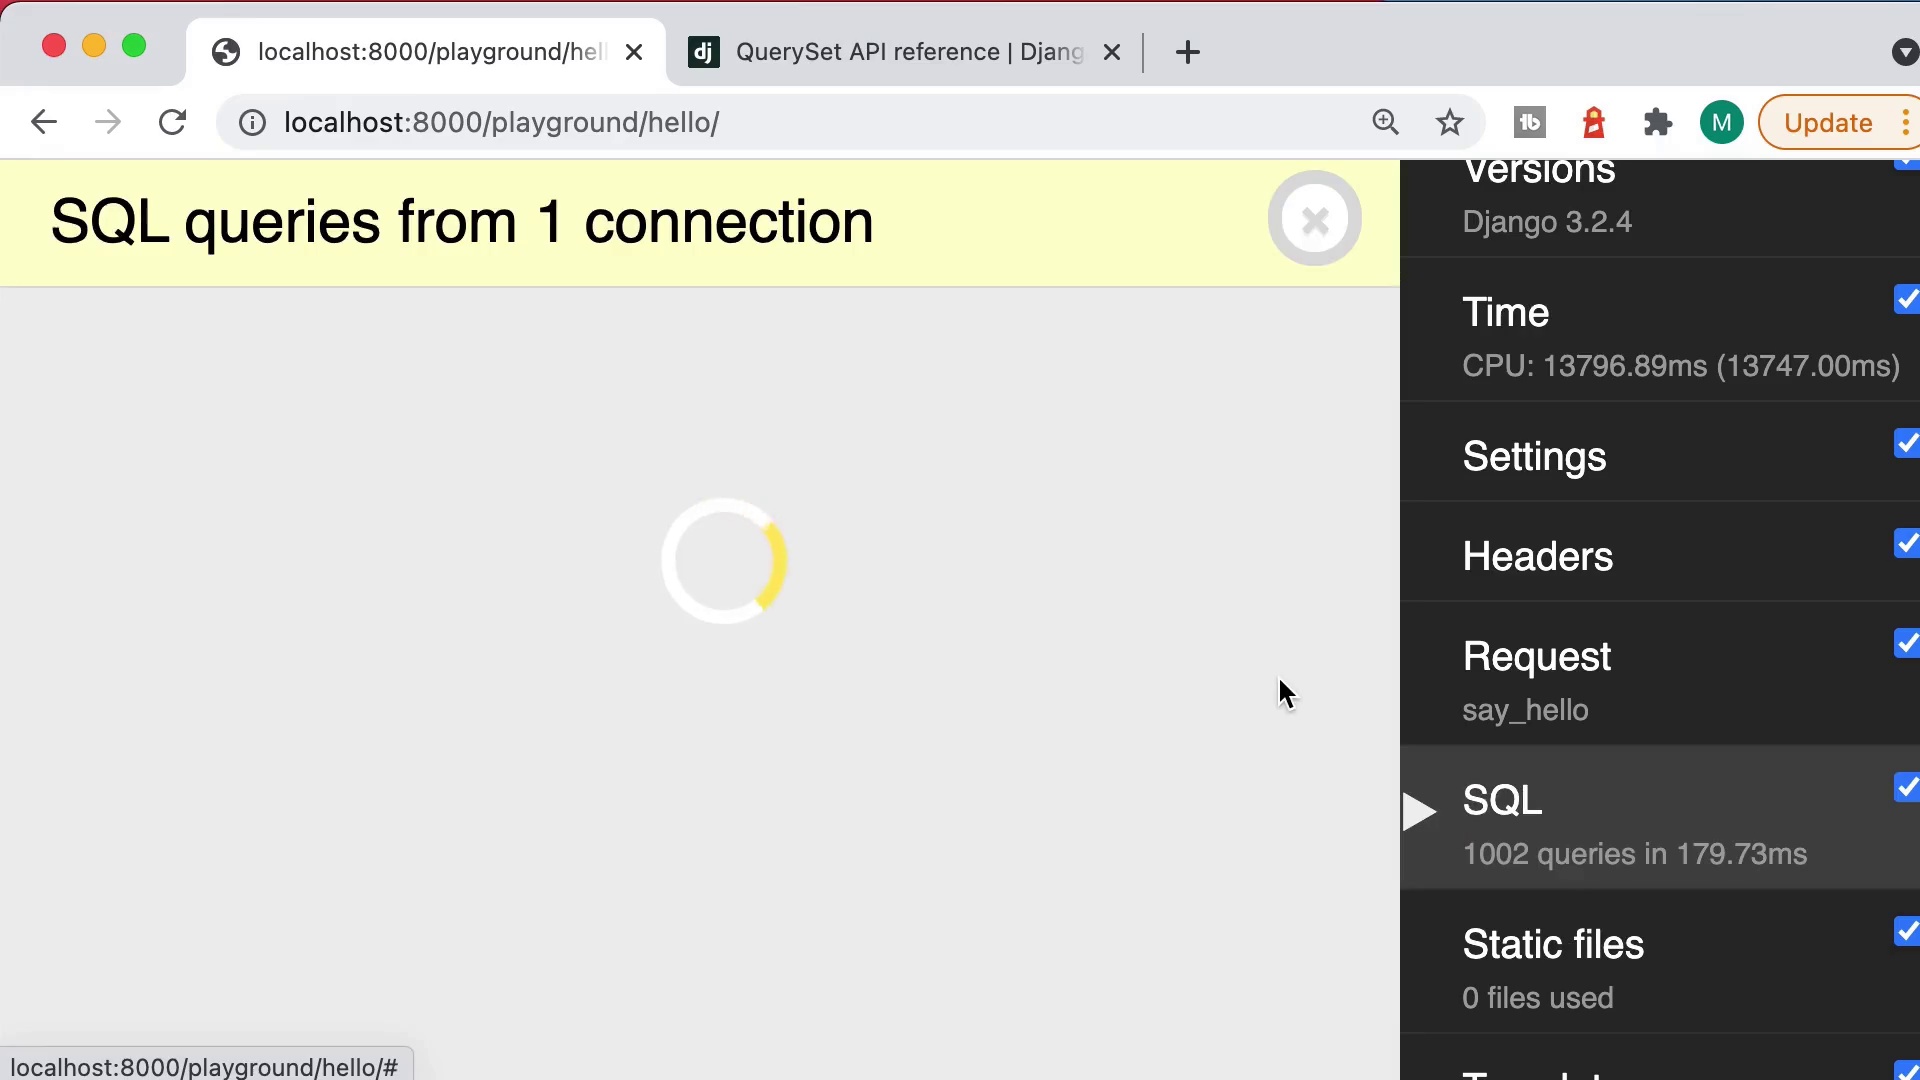 localhost:8000/playground/hel
QuerySet API reference | Djang
localhost:8000/playground/hello/
M
Update
SQL queries from 1 connection
Versions
Django 3.2.4
Time
CPU: 13796.89ms (13747.00ms)
Settings
Headers
Request
say_hello
SQL
1002 queries in 179.73ms
Static files
0 files used
localhost:8000/playground/hello/#